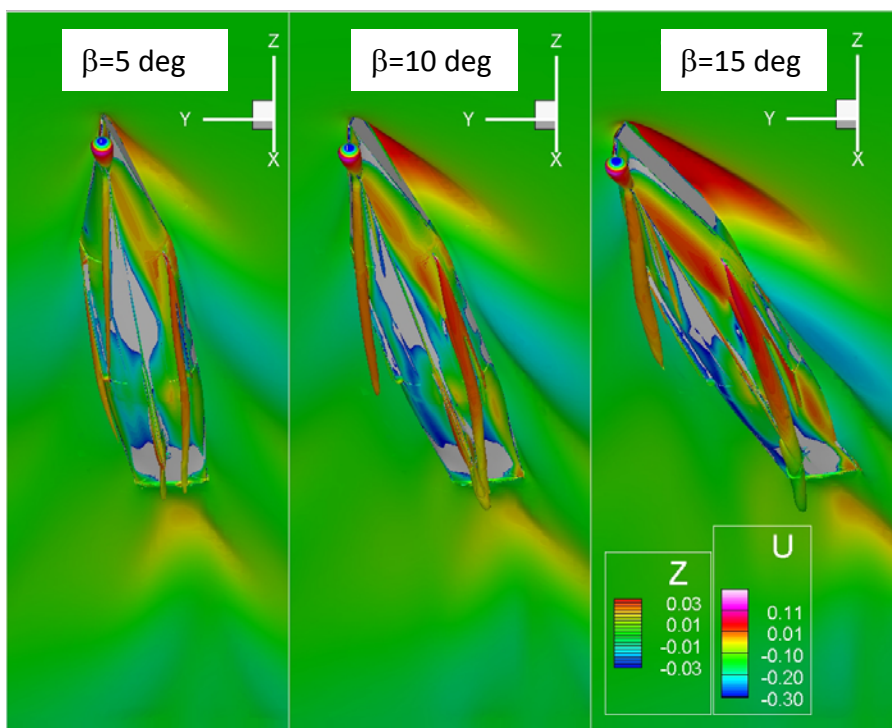 β=5 deg
Z
Y
X
β=10 deg
Z
Y
X
β=15 deg
Z
Y
X
Z
0.03
0.01
-0.01
-0.03
U
0.11
0.01
-0.10
-0.20
-0.30